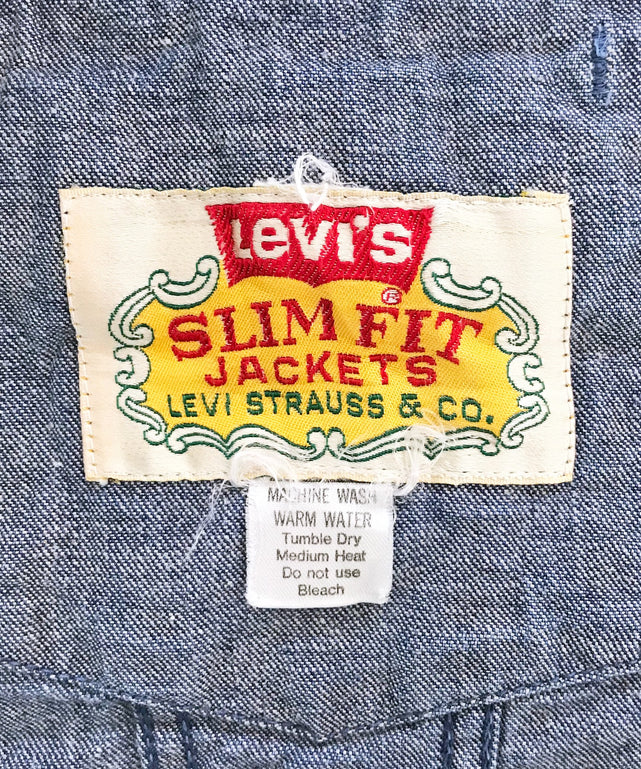 Levi's
®
SLIM FIT
JACKETS
LEVI STRAUSS & CO.
MACHINE WASH
WARM WATER
Tumble Dry
Medium Heat
Do not use
Bleach